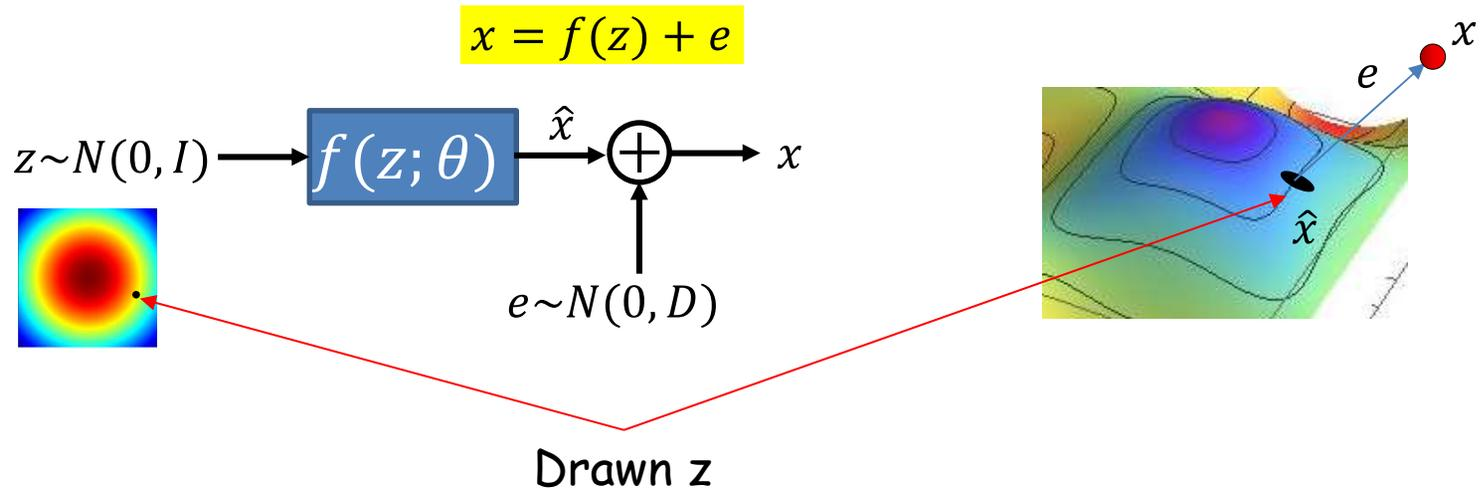 x = f(z) + e
z~N(0, I)
f(z; θ)
x̂
x
e~N(0, D)
Drawn z
x
e
x̂